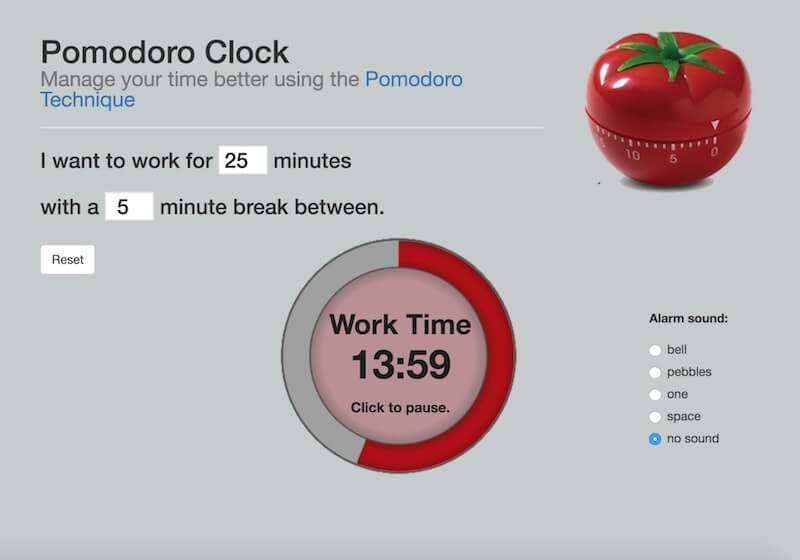 Pomodoro Clock
Manage your time better using the Pomodoro
Technique
I want to work for 25 minutes
with a 5 minute break between.
Reset
10 5 0
Work Time
13:59
Click to pause.
Alarm sound:
bell
pebbles
one
space
no sound